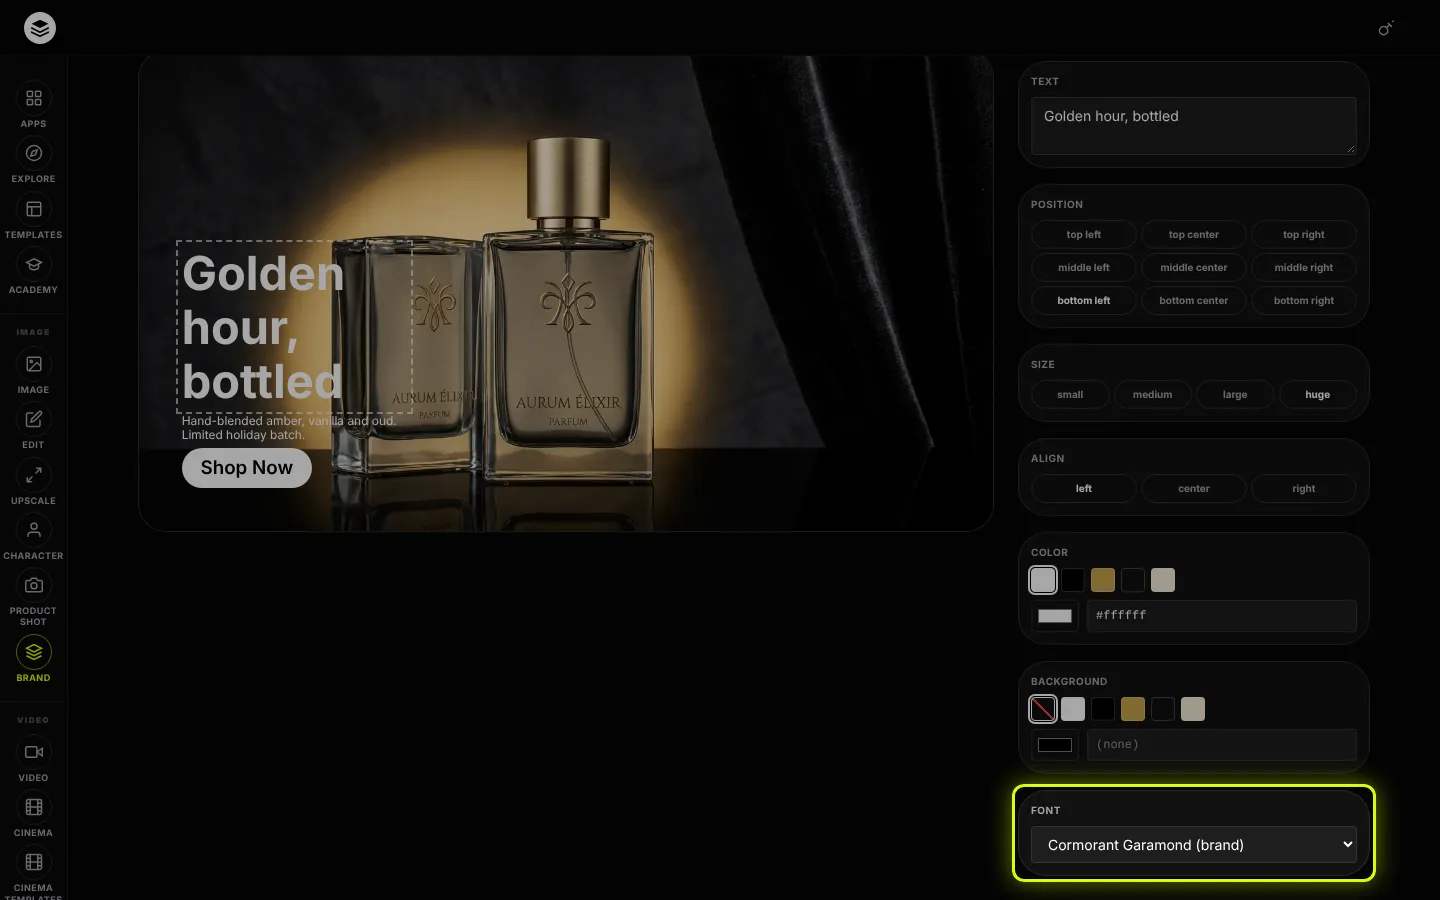 APPS
EXPLORE
TEMPLATES
ACADEMY
IMAGE
IMAGE
EDIT
UPSCALE
CHARACTER
PRODUCT
SHOT
BRAND
VIDEO
VIDEO
CINEMA
CINEMA
TEMPLATES
Golden
hour,
bottled
Hand-blended amber, vanilla and oud.
Limited holiday batch.
Shop Now
AURUM ÉLIXIR
PARFUM
AURUM ÉLIXIR
PARFUM
TEXT
Golden hour, bottled
POSITION
top left
top center
top right
middle left
middle center
middle right
bottom left
bottom center
bottom right
SIZE
small
medium
large
huge
ALIGN
left
center
right
COLOR
#ffffff
BACKGROUND
(none)
FONT
Cormorant Garamond (brand)